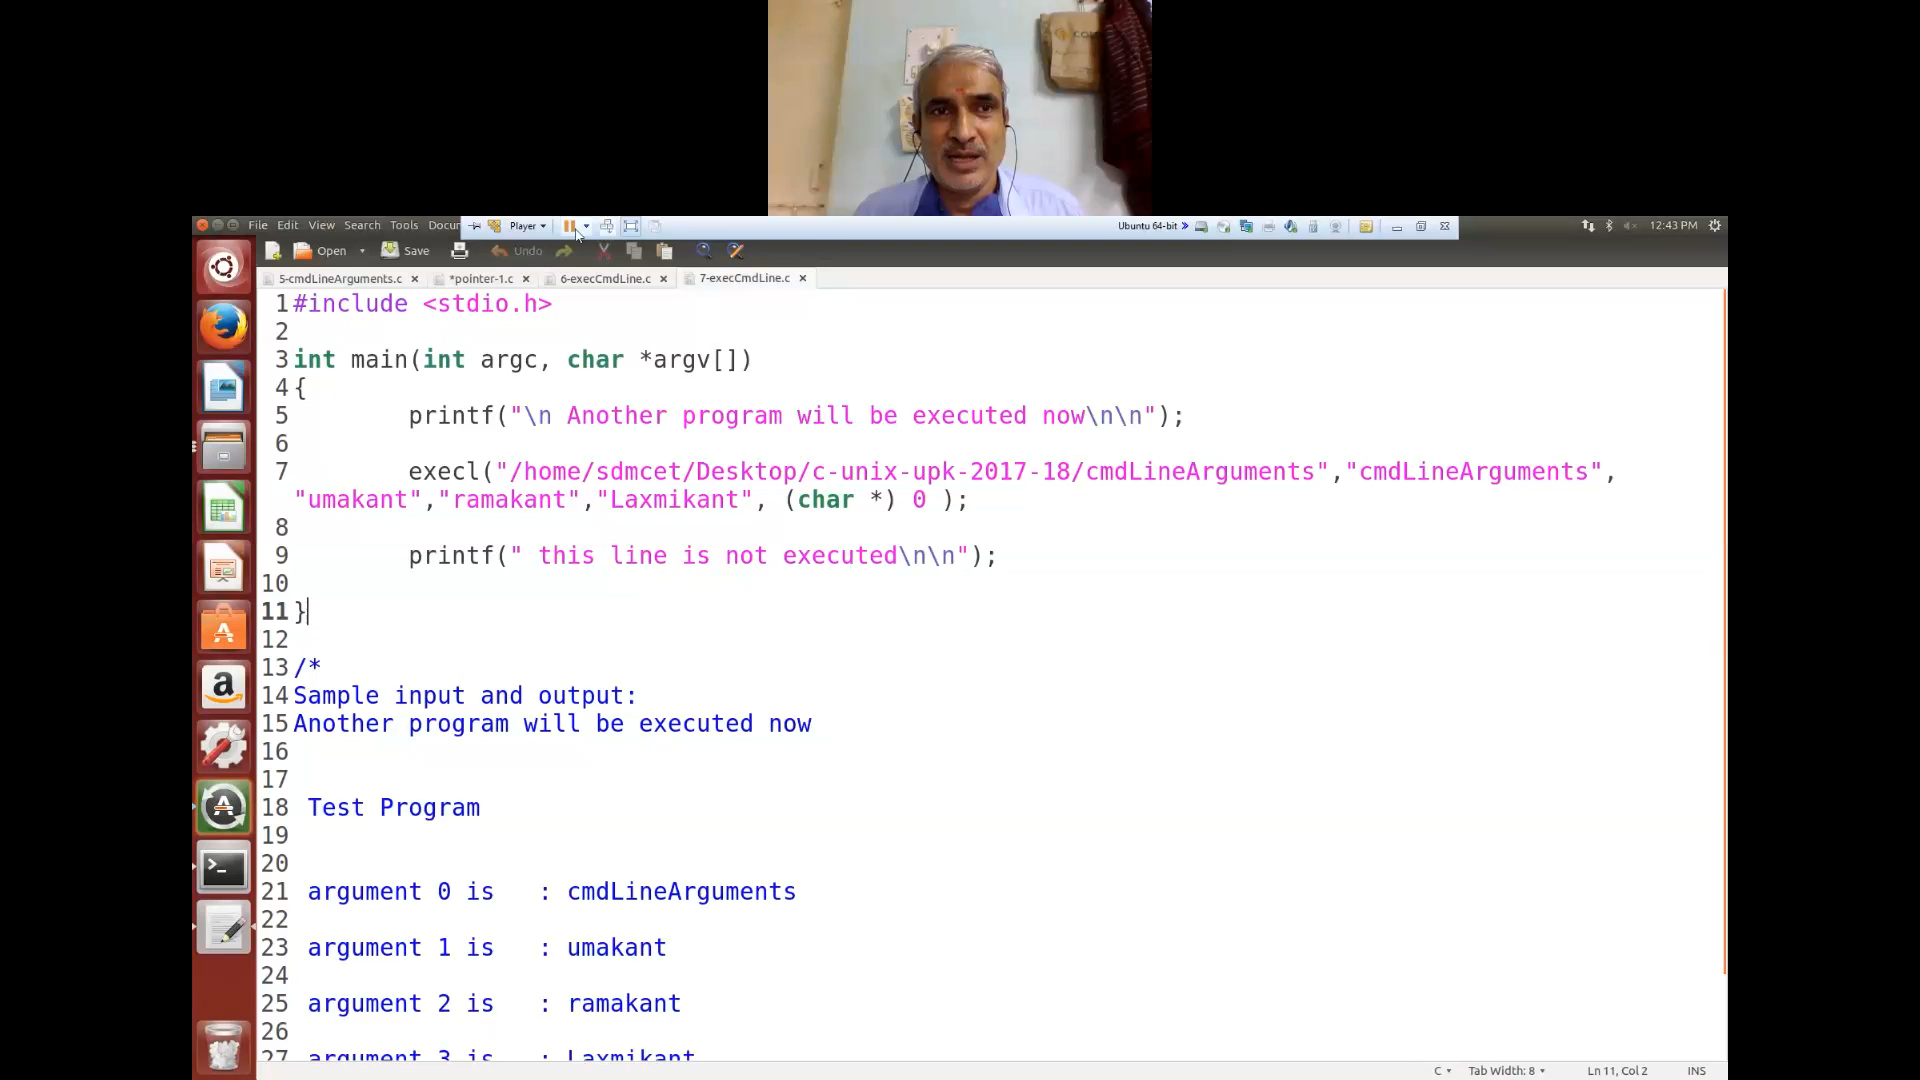 File Edit View Search Tools Docur
Player
Ubuntu 64-bit
12:43 PM
Open Save Undo
5-cmdLineArguments.c *pointer-1.c 6-execCmdLine.c 7-execCmdLine.c
1 #include <stdio.h>
2
3 int main(int argc, char *argv[])
4 {
5 printf("\n Another program will be executed now\n\n");
6
7 execl("/home/sdmcet/Desktop/c-unix-upk-2017-18/cmdLineArguments","cmdLineArguments",
"umakant","ramakant","Laxmikant", (char *) 0 );
8
9 printf(" this line is not executed\n\n");
10
11 }
12
13 /*
14 Sample input and output:
15 Another program will be executed now
16
17
18 Test Program
19
20
21 argument 0 is : cmdLineArguments
22
23 argument 1 is : umakant
24
25 argument 2 is : ramakant
26
27 argument 3 is : Laxmikant
C Tab Width: 8 Ln 11, Col 2 INS